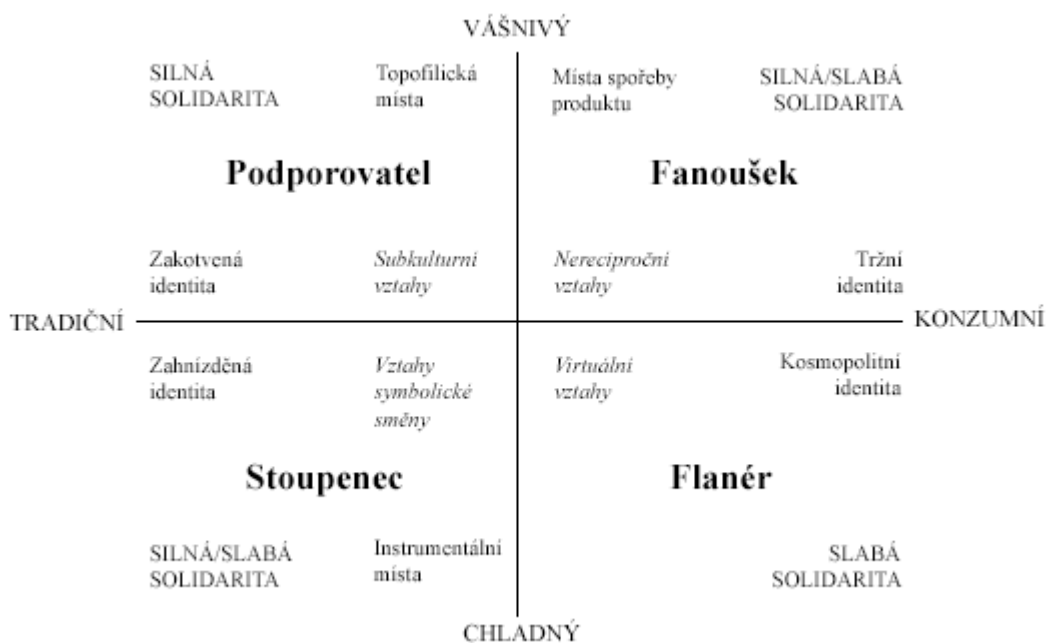 VÁŠNIVÝ
SILNÁ
SOLIDARITA
Topofilická
místa
Místa spořeby
produktu
SILNÁ/SLABÁ
SOLIDARITA
Podporovatel
Fanoušek
Zakotvená
identita
Subkulturní
vztahy
Nereciproční
vztahy
Tržní
identita
TRADIČNÍ
KONZUMNÍ
Zahnízděná
identita
Vztahy
symbolické
směny
Virtuální
vztahy
Kosmopolitní
identita
Stoupenec
Flanér
SILNÁ/SLABÁ
SOLIDARITA
Instrumentální
místa
SLABÁ
SOLIDARITA
CHLADNÝ